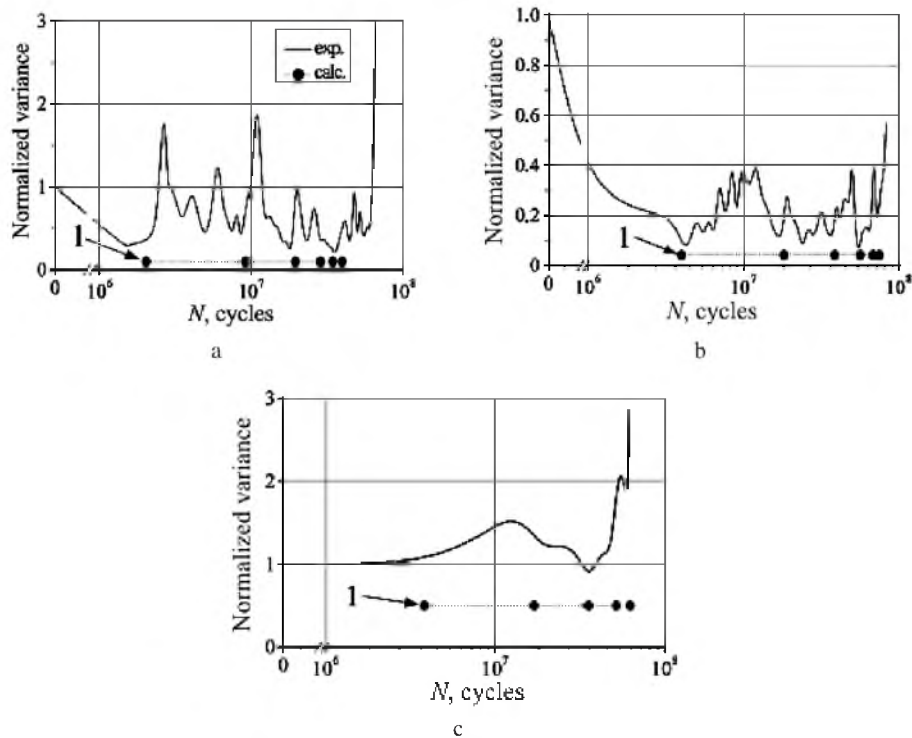 3
2
1
0
Normalized variance
exp.
calc.
1
0 10⁶ 10⁷ 10⁸
N, cycles
a
1.0
0.8
0.6
0.4
0.2
0.0
Normalized variance
1
0 10⁶ 10⁷ 10⁸
N, cycles
b
3
2
1
0
Normalized variance
1
0 10⁶ 10⁷ 10⁸
N, cycles
c